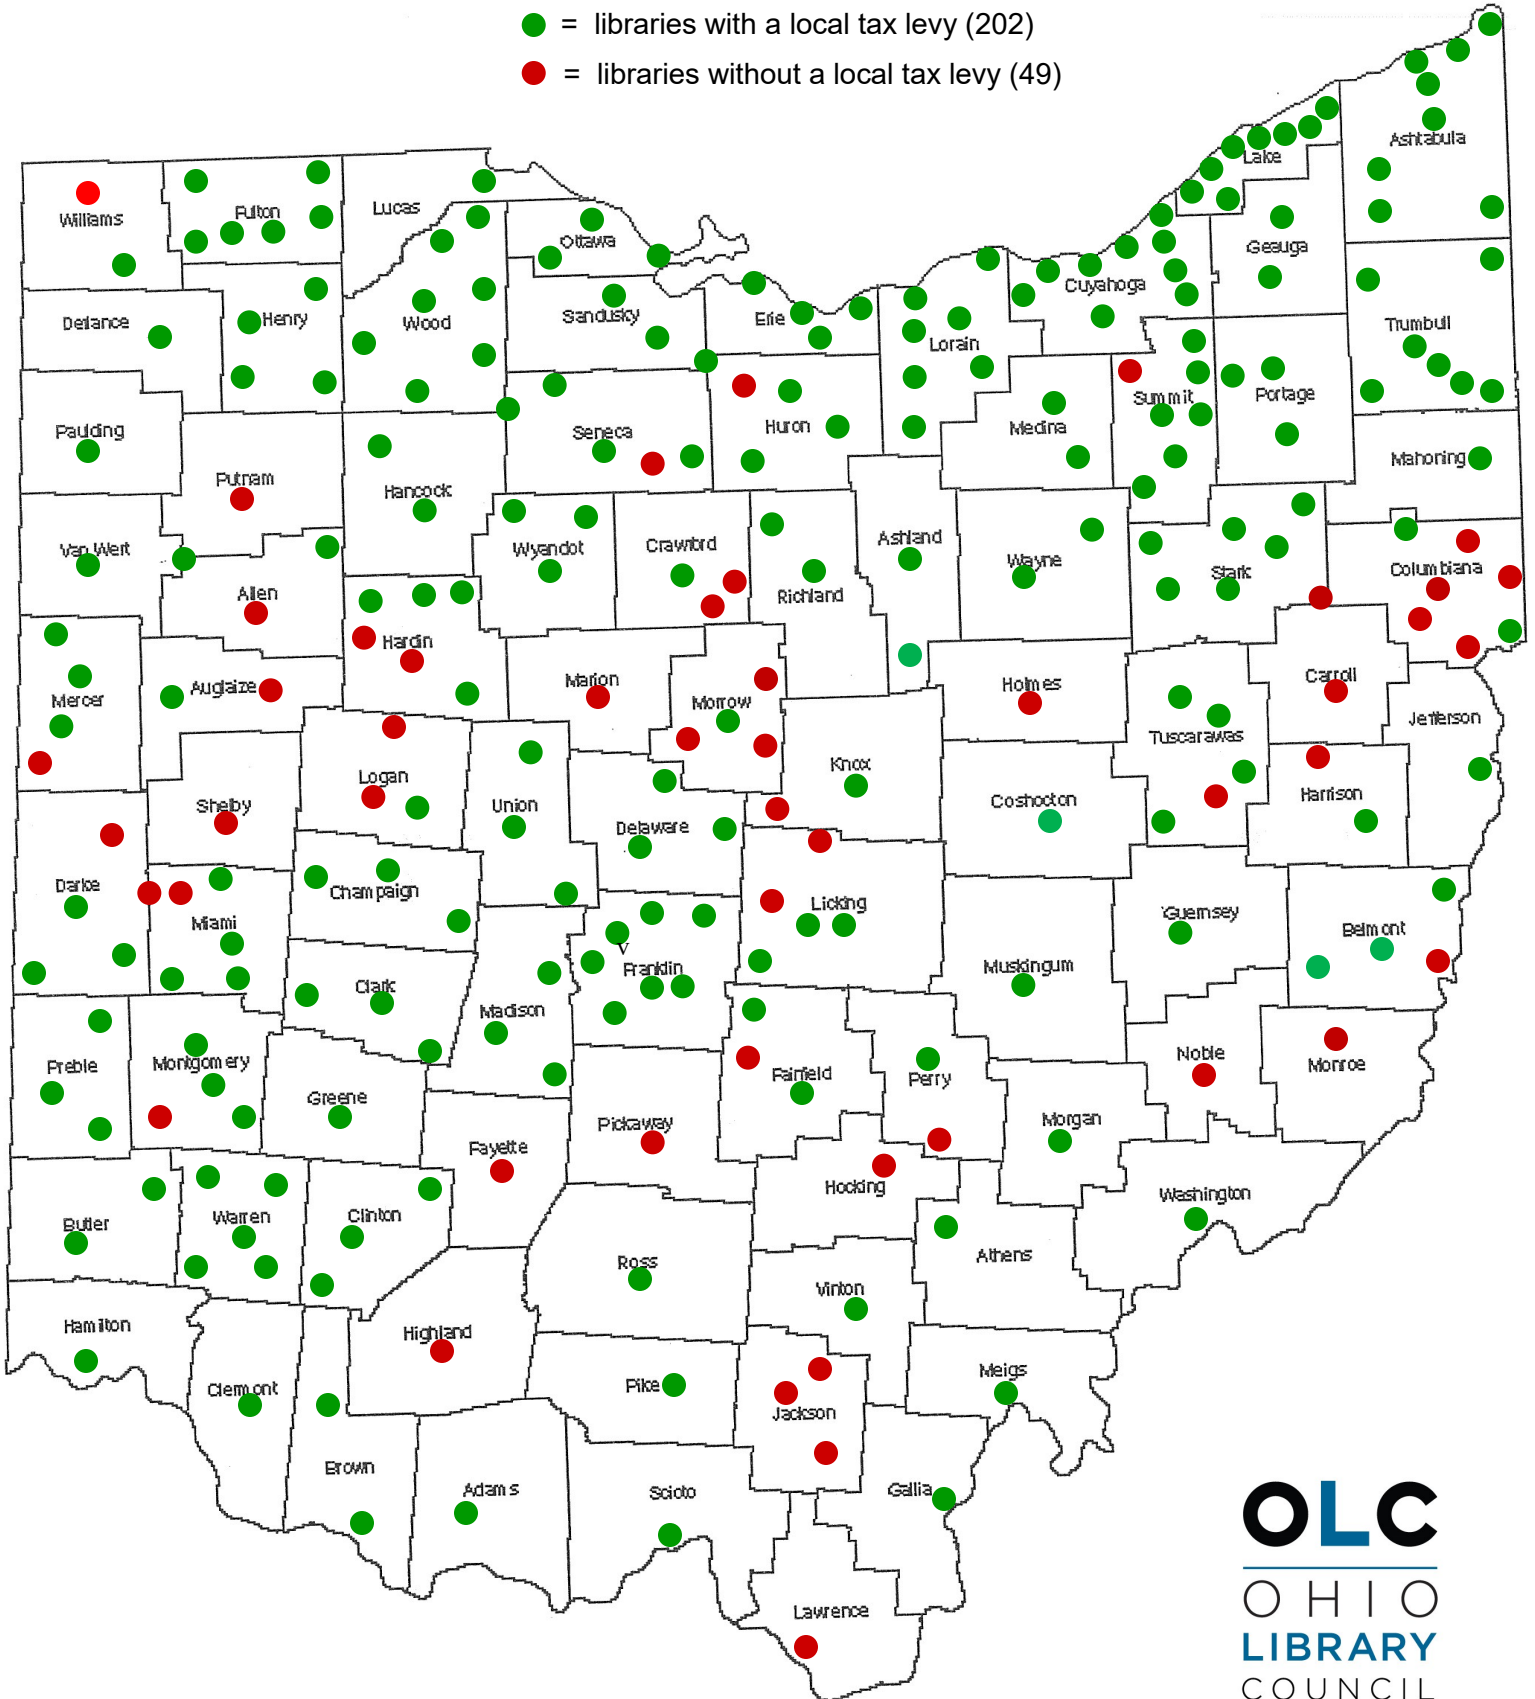 = libraries with a local tax levy (202)
= libraries without a local tax levy (49)
Ashtabula
Lake
Williams
Fulton
Lucas
Ottawa
Geauga
Cuyahoga
Defiance
Henry
Wood
Sandusky
Erie
Lorain
Trumbull
Summit
Portage
Paulding
Seneca
Huron
Medina
Mahoning
Putnam
Hancock
Van Wert
Wyandot
Crawford
Ashland
Wayne
Stark
Columbiana
Allen
Richland
Hardin
Mercer
Auglaize
Marion
Morrow
Holmes
Carroll
Jefferson
Tuscarawas
Logan
Knox
Shelby
Union
Coshocton
Harrison
Delaware
Darke
Champaign
Miami
Licking
Guernsey
Belmont
V
Franklin
Clark
Muskingum
Madison
Preble
Montgomery
Fairfield
Perry
Noble
Monroe
Greene
Pickaway
Morgan
Fayette
Hocking
Washington
Butler
Warren
Clinton
Ross
Athens
Vinton
Hamilton
Highland
Clermont
Pike
Meigs
Jackson
Brown
Adams
Scioto
Gallia
Lawrence
OLC
OHIO
LIBRARY
COUNCIL